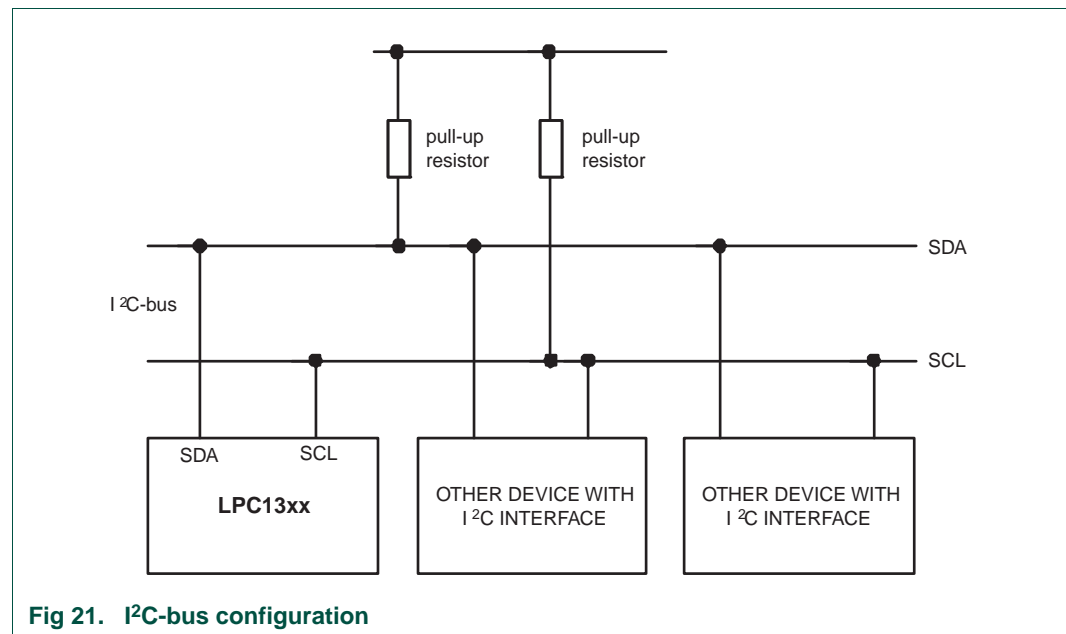 pull-up
resistor
pull-up
resistor
SDA
I ²C-bus
SCL
SDA
SCL
LPC13xx
OTHER DEVICE WITH
I ²C INTERFACE
OTHER DEVICE WITH
I ²C INTERFACE
Fig 21. I²C-bus configuration